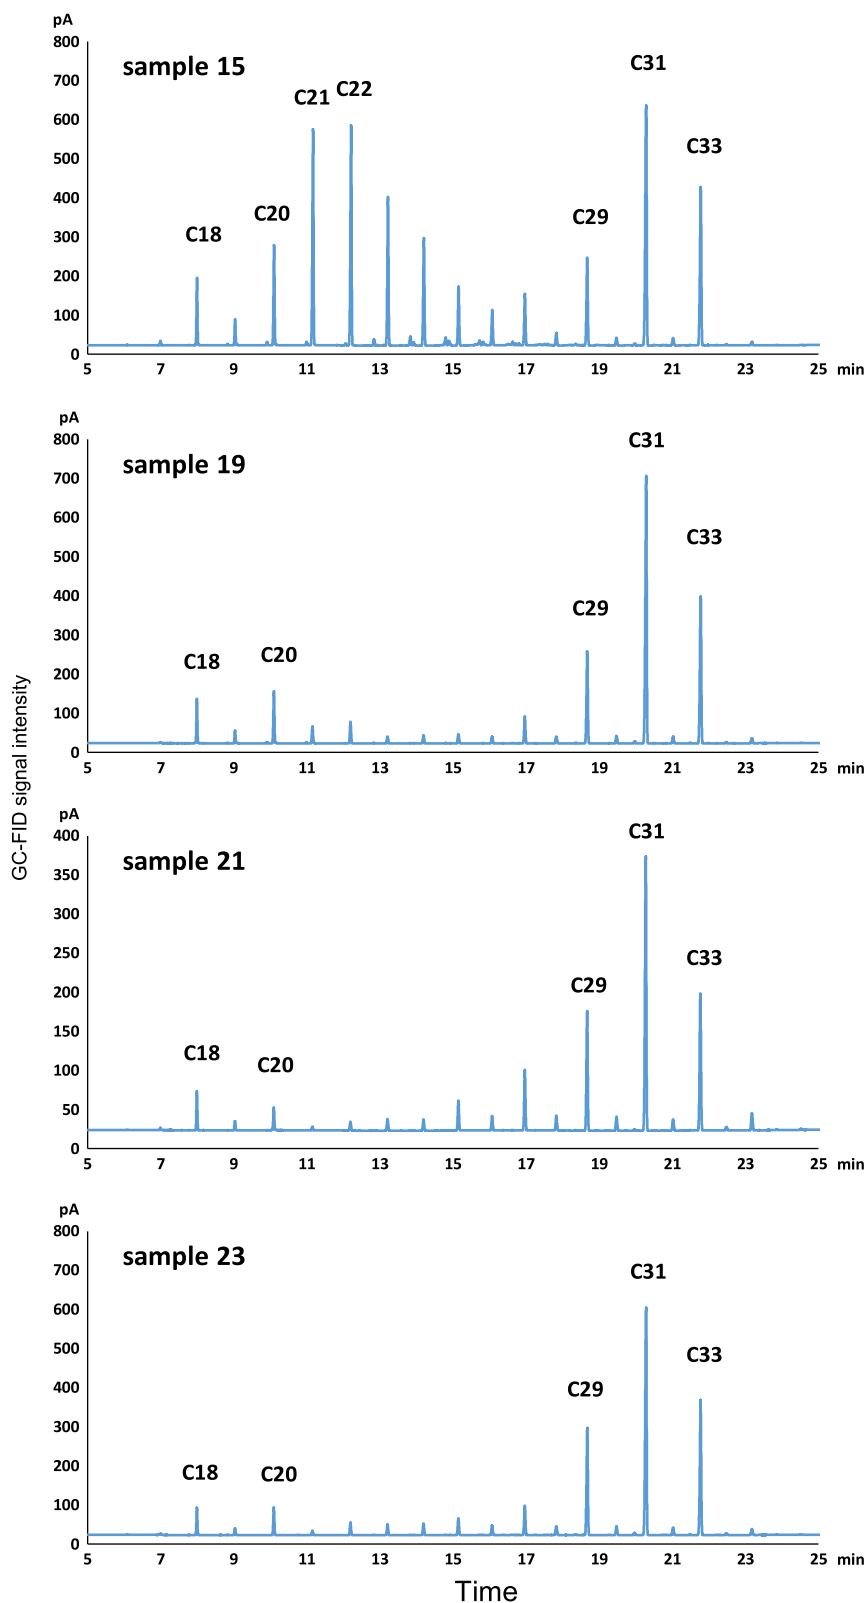 pA
800
sample 15
C31
700
C21
C22
600
C33
500
400
C18
C20
C29
300
200
100
0
5 7 9 11 13 15 17 19 21 23 25 min
pA
800
sample 19
C31
700
600
C33
500
400
C29
300
C18
C20
200
100
0
5 7 9 11 13 15 17 19 21 23 25 min
GC-FID signal intensity
pA
400
sample 21
C31
350
300
250
C33
C29
200
150
C18
C20
100
50
0
5 7 9 11 13 15 17 19 21 23 25 min
pA
800
sample 23
C31
700
600
500
C33
C29
400
300
C18
C20
200
100
0
5 7 9 11 13 15 17 19 21 23 25 min
Time